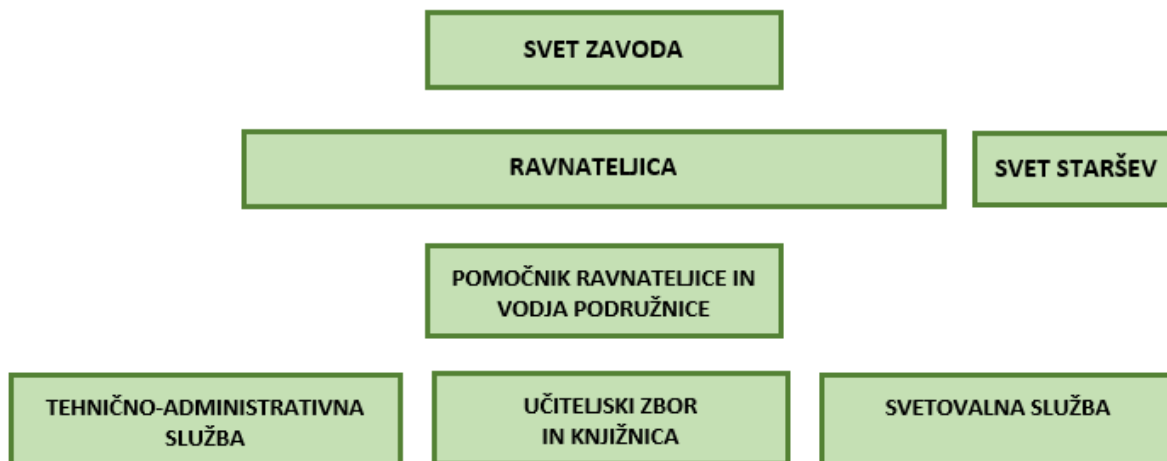 SVET ZAVODA
RAVNATELJICA
SVET STARŠEV
POMOČNIK RAVNATELJICE IN
VODJA PODRUŽNICE
TEHNIČNO-ADMINISTRATIVNA
SLUŽBA
UČITELJSKI ZBOR
IN KNJIŽNICA
SVETOVALNA SLUŽBA